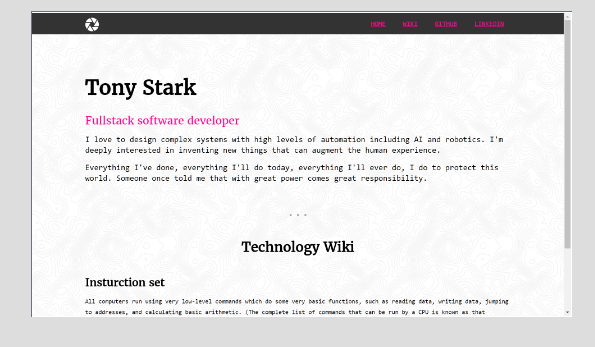 HOME WIKI GITHUB LINKEDIN
Tony Stark
Fullstack software developer
I love to design complex systems with high levels of automation including AI and robotics. I'm
deeply interested in inventing new things that can augment the human experience.
Everything I've done, everything I'll do today, everything I'll ever do, I do to protect this
world. Someone once told me that with great power comes great responsibility.
Technology Wiki
Insturction set
All computers run using very low-level commands which do some very basic functions, such as reading data, writing data, jumping
to addresses, and calculating basic arithmetic. (The complete list of commands that can be run by a CPU is known as that